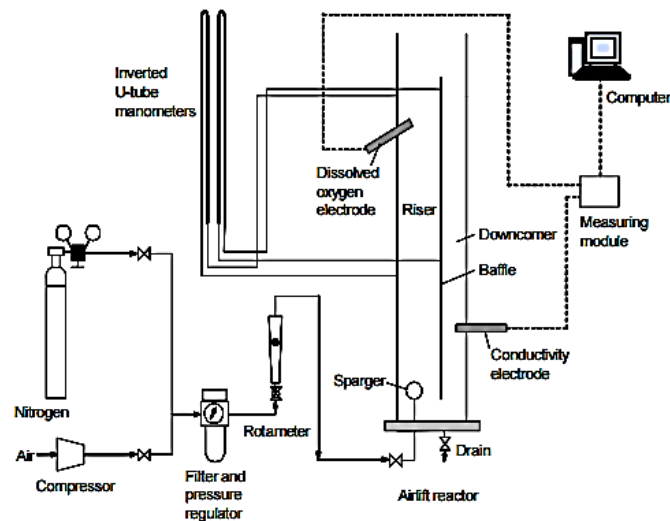 Inverted
U-tube
manometers
Computer
Dissolved
oxygen
electrode
Riser
Measuring
module
Downcomer
Baffle
Conductivity
electrode
Sparger
Nitrogen
Rotameter
Air
Compressor
Filter and
pressure
regulator
Drain
Airlift reactor